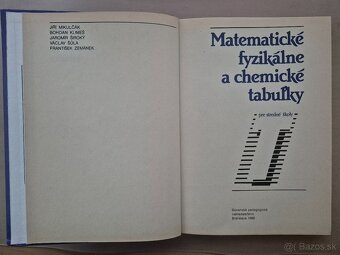 JIŘÍ MIKULČÁK
BOHDAN KLIMEŠ
JAROMÍR ŠIROKÝ
VÁCLAV ŠŮLA
FRANTIŠEK ZEMÁNEK
Matematické
fyzikálne
a chemické
tabuľky
pre stredné školy
Slovenské pedagogické
nakladateľstvo
Bratislava
bazos.sk